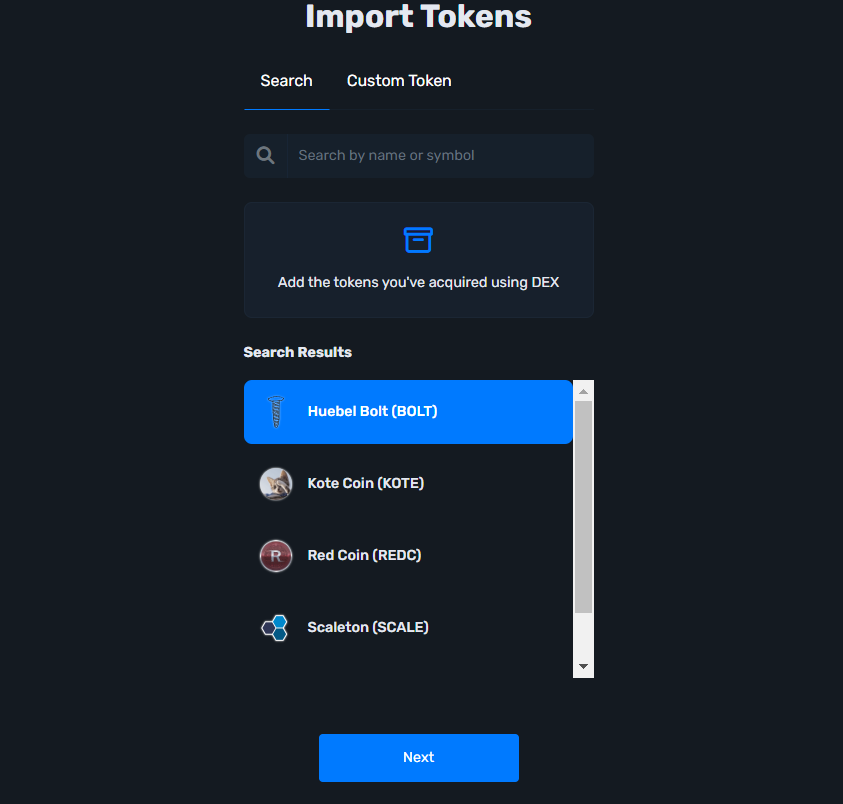 Import Tokens
Search
Custom Token
Search by name or symbol
Add the tokens you've acquired using DEX
Search Results
Huebel Bolt (BOLT)
Kote Coin (KOTE)
R
Red Coin (REDC)
Scaleton (SCALE)
Next